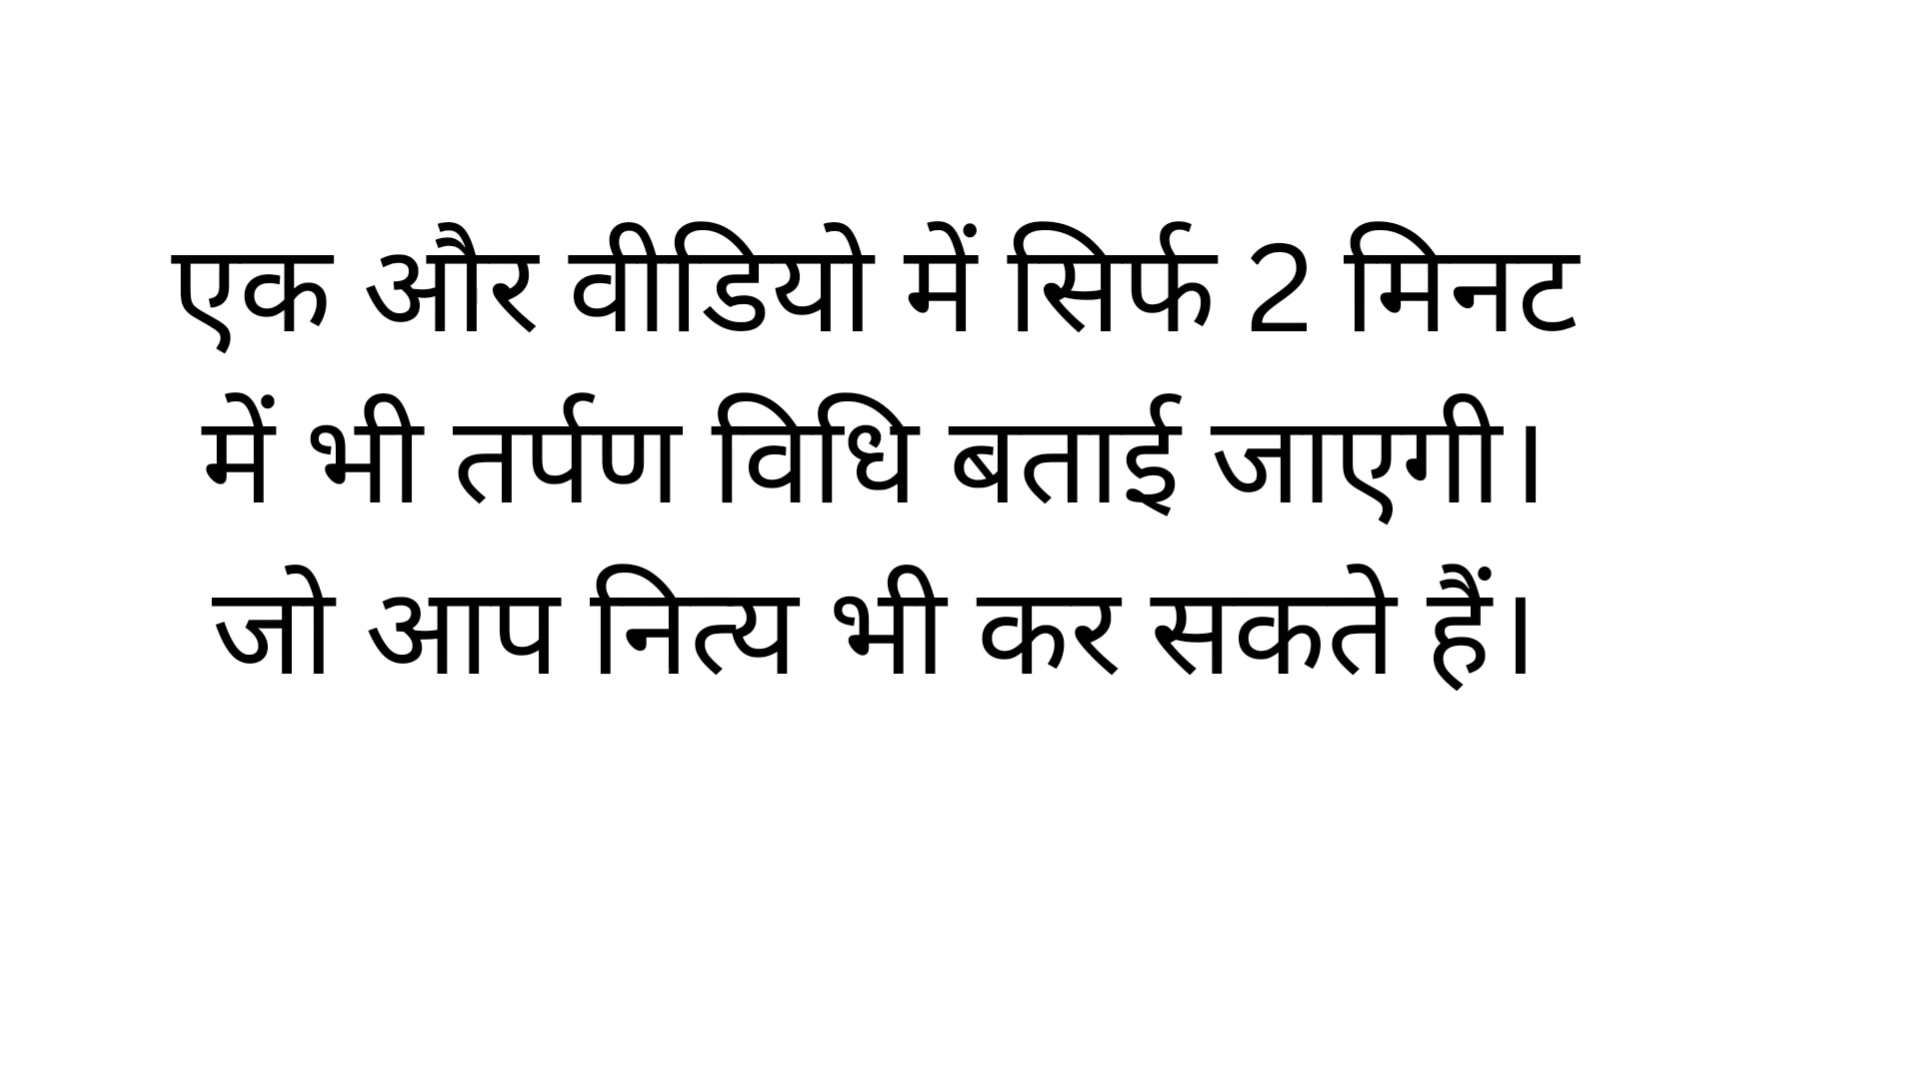 एक और वीडियो में सिर्फ 2 मिनट
में भी तर्पण विधि बताई जाएगी।
जो आप नित्य भी कर सकते हैं।